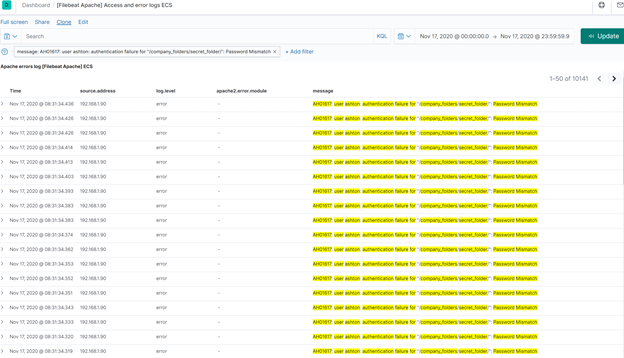 Dashboard / [Filebeat Apache] Access and error logs ECS
Full screen Share Clone Edit
Search KQL Nov 17, 2020 @ 00:00:00.0 → Nov 17, 2020 @ 23:59:59.9 Update
message: AH01617: user ashton: authentication failure for "/company_folders/secret_folder/": Password Mismatch × + Add filter
Apache errors log [Filebeat Apache] ECS
1–50 of 10141
Time source.address log.level apache2.error.module message
Nov 17, 2020 @ 08:31:34.436 192.168.1.90 error - AH01617: user ashton: authentication failure for "/company_folders/secret_folder/": Password Mismatch
Nov 17, 2020 @ 08:31:34.426 192.168.1.90 error - AH01617: user ashton: authentication failure for "/company_folders/secret_folder/": Password Mismatch
Nov 17, 2020 @ 08:31:34.426 192.168.1.90 error - AH01617: user ashton: authentication failure for "/company_folders/secret_folder/": Password Mismatch
Nov 17, 2020 @ 08:31:34.414 192.168.1.90 error - AH01617: user ashton: authentication failure for "/company_folders/secret_folder/": Password Mismatch
Nov 17, 2020 @ 08:31:34.413 192.168.1.90 error - AH01617: user ashton: authentication failure for "/company_folders/secret_folder/": Password Mismatch
Nov 17, 2020 @ 08:31:34.403 192.168.1.90 error - AH01617: user ashton: authentication failure for "/company_folders/secret_folder/": Password Mismatch
Nov 17, 2020 @ 08:31:34.393 192.168.1.90 error - AH01617: user ashton: authentication failure for "/company_folders/secret_folder/": Password Mismatch
Nov 17, 2020 @ 08:31:34.383 192.168.1.90 error - AH01617: user ashton: authentication failure for "/company_folders/secret_folder/": Password Mismatch
Nov 17, 2020 @ 08:31:34.383 192.168.1.90 error - AH01617: user ashton: authentication failure for "/company_folders/secret_folder/": Password Mismatch
Nov 17, 2020 @ 08:31:34.374 192.168.1.90 error - AH01617: user ashton: authentication failure for "/company_folders/secret_folder/": Password Mismatch
Nov 17, 2020 @ 08:31:34.362 192.168.1.90 error - AH01617: user ashton: authentication failure for "/company_folders/secret_folder/": Password Mismatch
Nov 17, 2020 @ 08:31:34.353 192.168.1.90 error - AH01617: user ashton: authentication failure for "/company_folders/secret_folder/": Password Mismatch
Nov 17, 2020 @ 08:31:34.352 192.168.1.90 error - AH01617: user ashton: authentication failure for "/company_folders/secret_folder/": Password Mismatch
Nov 17, 2020 @ 08:31:34.351 192.168.1.90 error - AH01617: user ashton: authentication failure for "/company_folders/secret_folder/": Password Mismatch
Nov 17, 2020 @ 08:31:34.343 192.168.1.90 error - AH01617: user ashton: authentication failure for "/company_folders/secret_folder/": Password Mismatch
Nov 17, 2020 @ 08:31:34.333 192.168.1.90 error - AH01617: user ashton: authentication failure for "/company_folders/secret_folder/": Password Mismatch
Nov 17, 2020 @ 08:31:34.320 192.168.1.90 error - AH01617: user ashton: authentication failure for "/company_folders/secret_folder/": Password Mismatch
Nov 17, 2020 @ 08:31:34.319 192.168.1.90 error - AH01617: user ashton: authentication failure for "/company_folders/secret_folder/": Password Mismatch